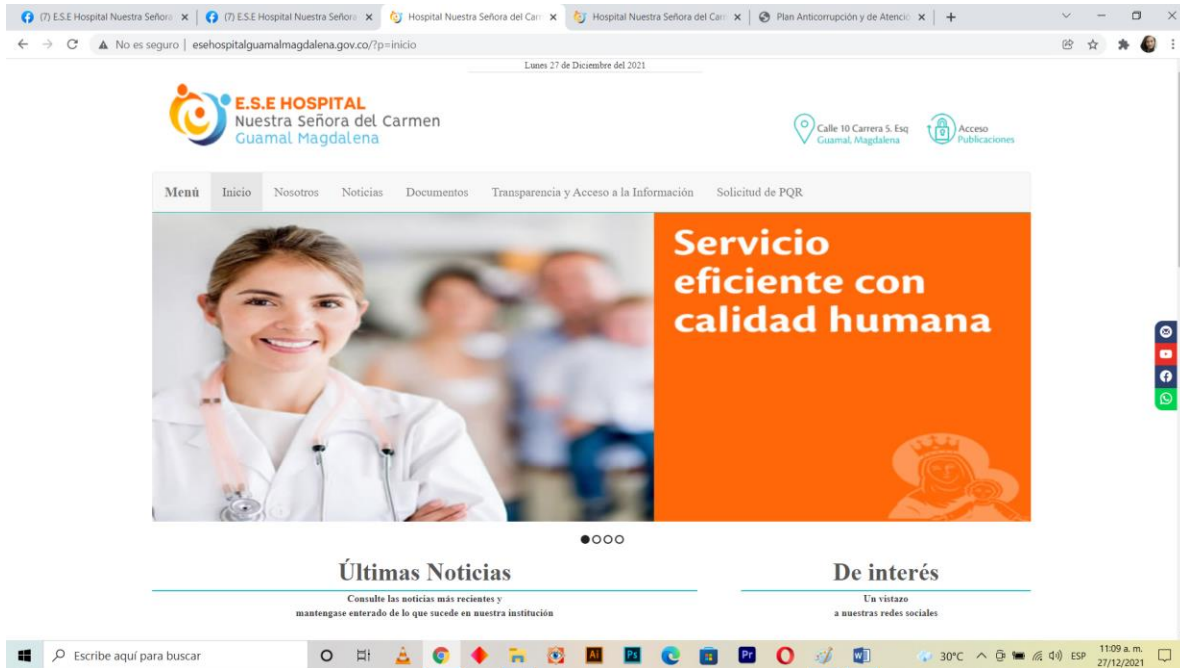 (7) E.S.E Hospital Nuestra Señora
(7) E.S.E Hospital Nuestra Señora
Hospital Nuestra Señora del Carm
Hospital Nuestra Señora del Carm
Plan Anticorrupción y de Atenció
No es seguro | esehospitalguamalmagdalena.gov.co/?p=inicio
Lunes 27 de Diciembre del 2021
E.S.E HOSPITAL
Nuestra Señora del Carmen
Guamal Magdalena
Calle 10 Carrera 5. Esq
Guamal, Magdalena
Acceso
Publicaciones
Menú Inicio Nosotros Noticias Documentos Transparencia y Acceso a la Información Solicitud de PQR
Servicio
eficiente con
calidad humana
Últimas Noticias
Consulte las noticias más recientes y
mantengase enterado de lo que sucede en nuestra institución
De interés
Un vistazo
a nuestras redes sociales
Escribe aquí para buscar
Ai
Ps
Pr
30°C
ESP
11:09 a. m.
27/12/2021